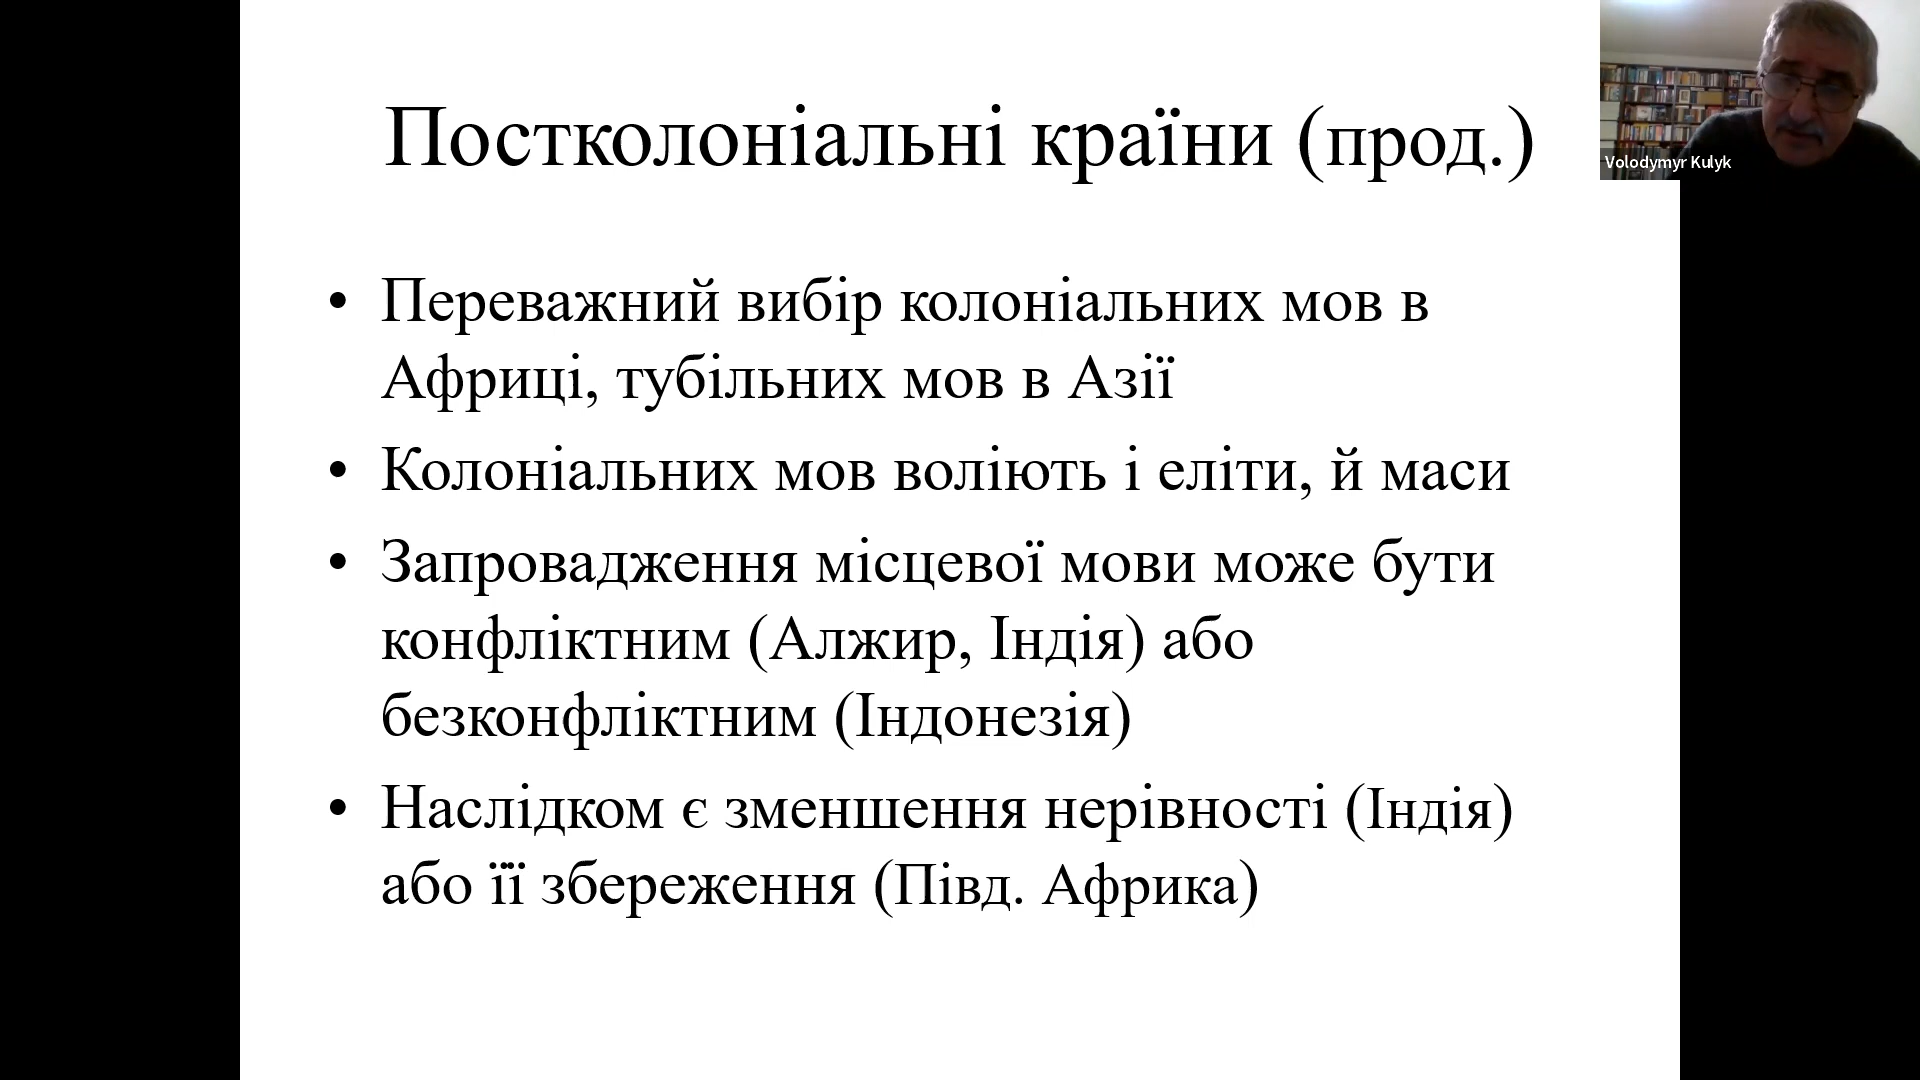 Постколоніальні країни (прод.)
Volodymyr Kulyk
• Переважний вибір колоніальних мов в
Африці, тубільних мов в Азії
• Колоніальних мов воліють і еліти, й маси
• Запровадження місцевої мови може бути
конфліктним (Алжир, Індія) або
безконфліктним (Індонезія)
• Наслідком є зменшення нерівності (Індія)
або її збереження (Півд. Африка)